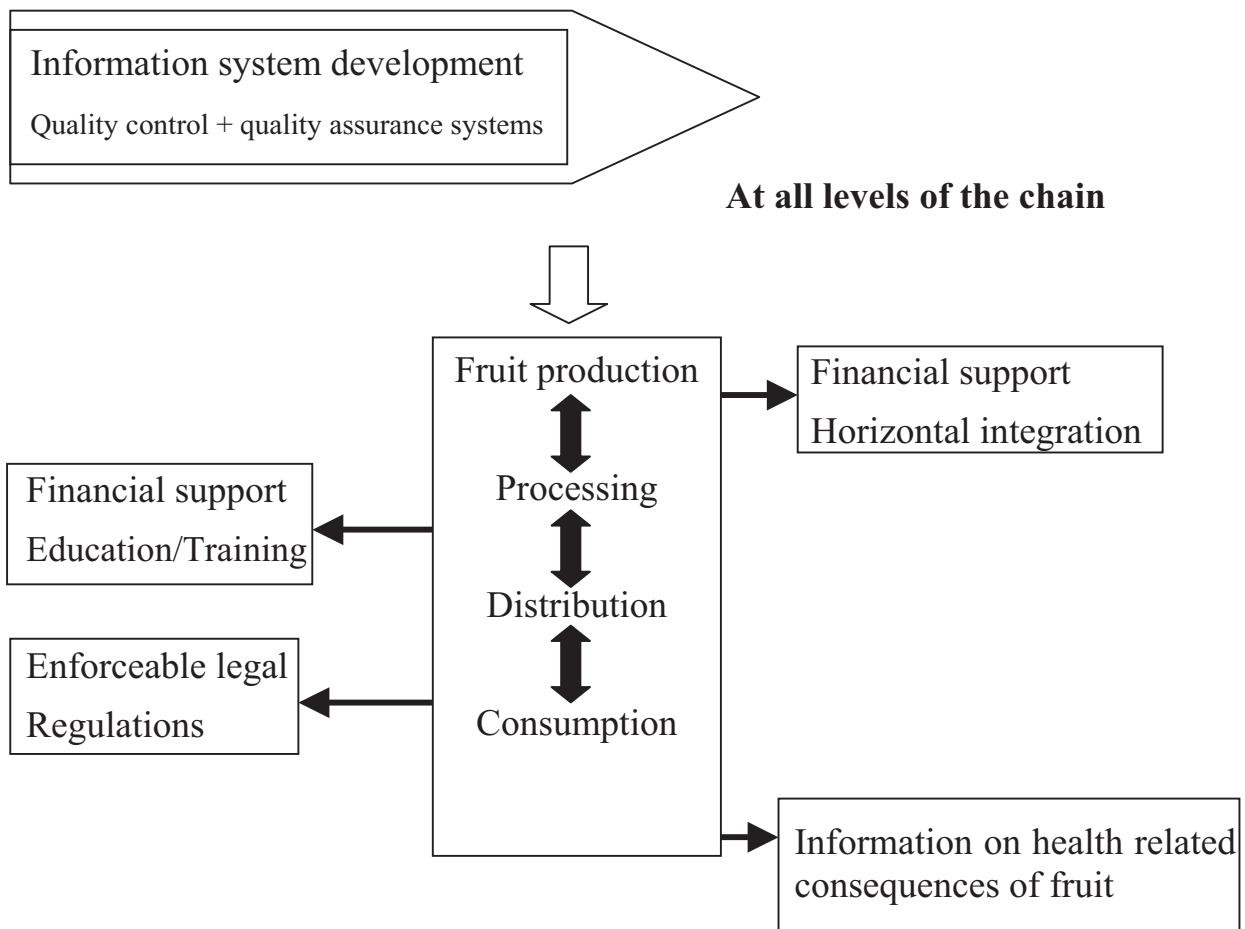 Information system development
Quality control + quality assurance systems
At all levels of the chain
Fruit production
Financial support
Horizontal integration
Processing
Financial support
Education/Training
Distribution
Enforceable legal
Regulations
Consumption
Information on health related
consequences of fruit